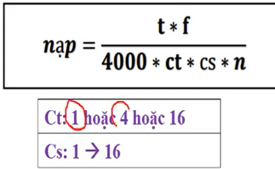 nạp = t * f / 4000 * ct * cs * n
Ct: 1 hoặc 4 hoặc 16
Cs: 1 → 16